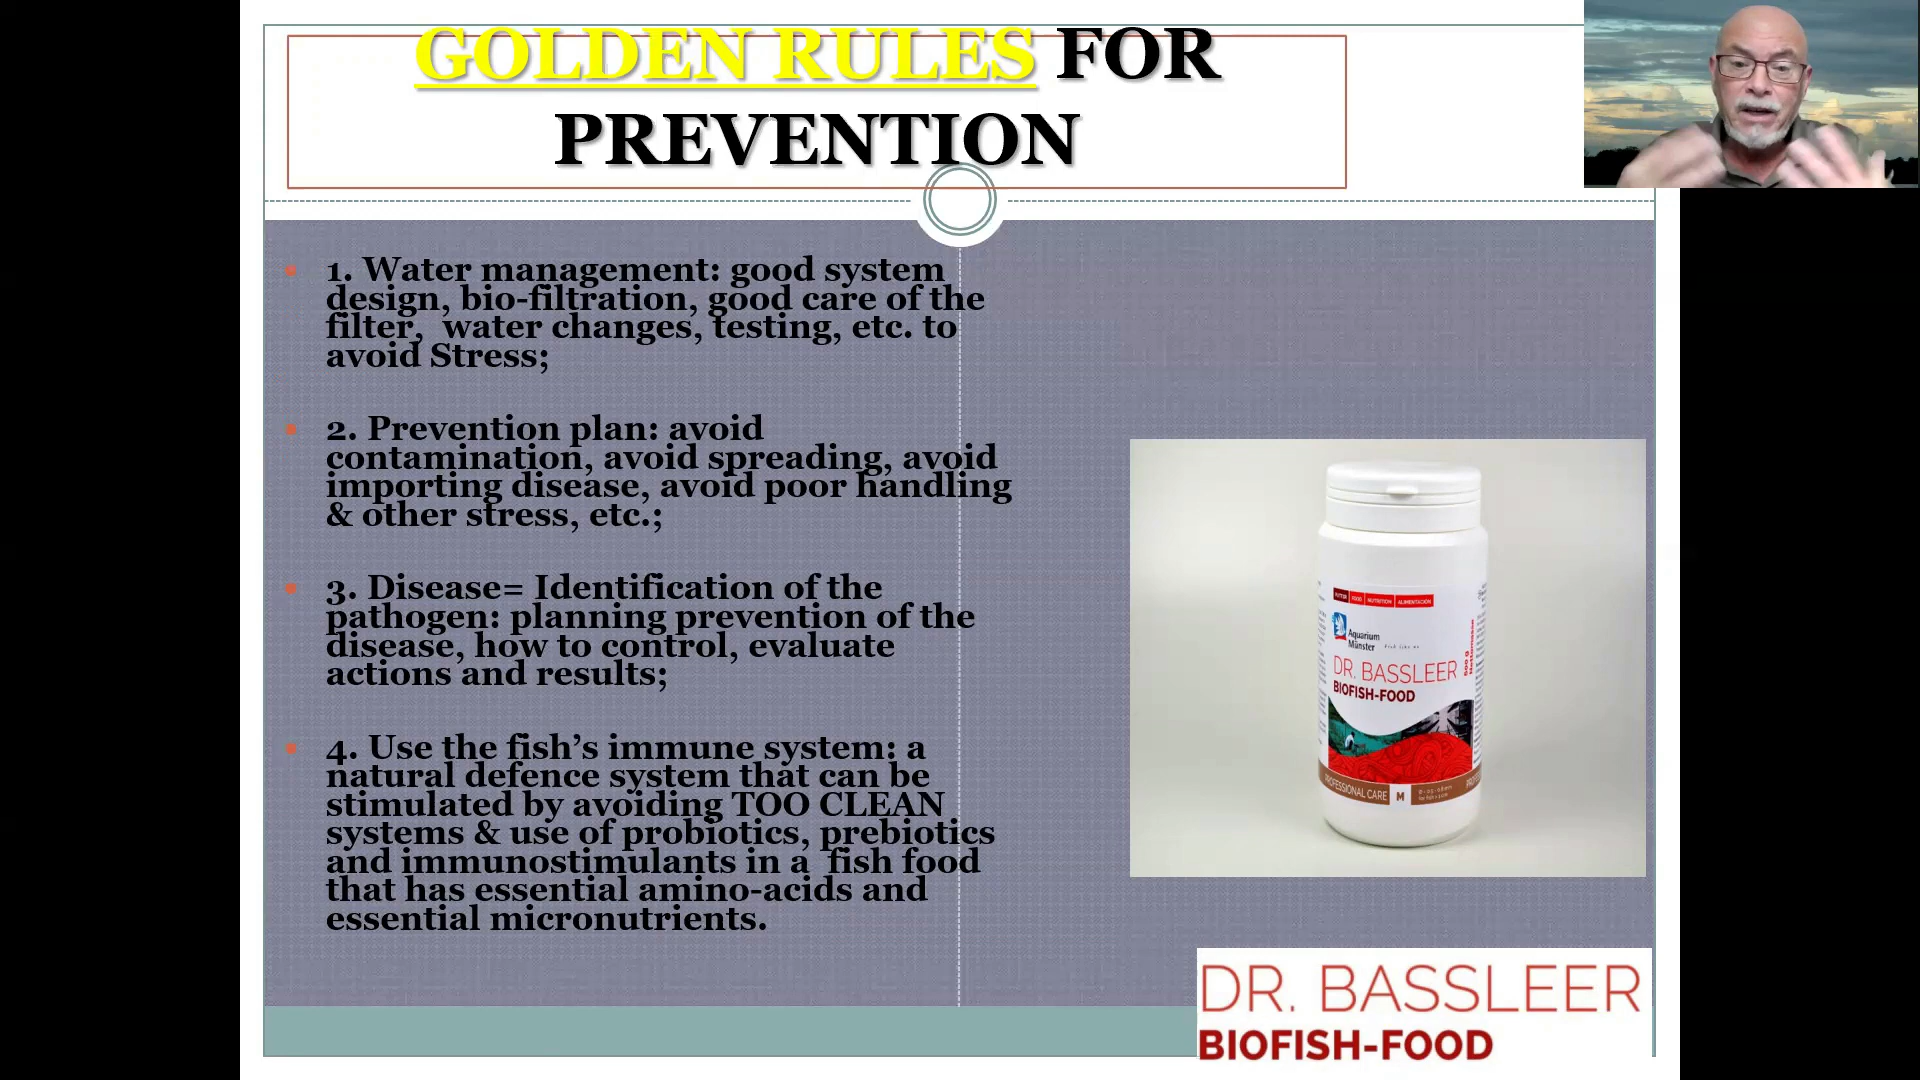 GOLDEN RULES FOR
PREVENTION
1. Water management: good system
design, bio-filtration, good care of the
filter, water changes, testing, etc. to
avoid Stress;
2. Prevention plan: avoid
contamination, avoid spreading, avoid
importing disease, avoid poor handling
& other stress, etc.;
3. Disease= Identification of the
pathogen: planning prevention of the
disease, how to control, evaluate
actions and results;
4. Use the fish’s immune system: a
natural defence system that can be
stimulated by avoiding TOO CLEAN
systems & use of probiotics, prebiotics
and immunostimulants in a fish food
that has essential amino-acids and
essential micronutrients.
FUTTER FOOD NUTRITION ALIMENTACIÓN
Aquarium
Münster
DR. BASSLEER
BIOFISH-FOOD
PROFESSIONAL CARE M
DR. BASSLEER
BIOFISH-FOOD